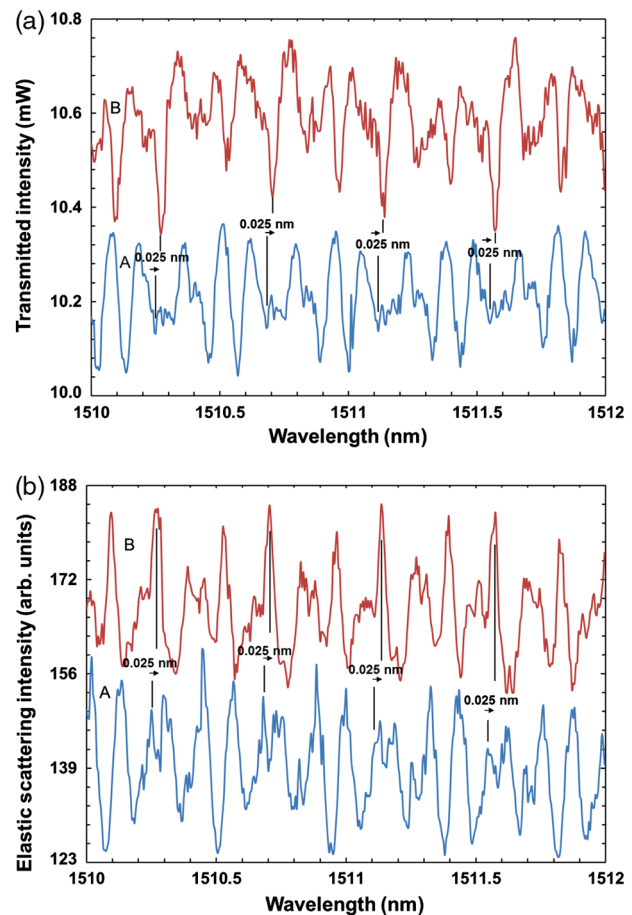 (a)
10.8
10.6
10.4
10.2
10.0
Transmitted intensity (mW)
B
A
0.025 nm
0.025 nm
0.025 nm
0.025 nm
1510
1510.5
1511
1511.5
1512
Wavelength (nm)
(b)
188
172
156
139
123
Elastic scattering intensity (arb. units)
B
A
0.025 nm
0.025 nm
0.025 nm
0.025 nm
1510
1510.5
1511
1511.5
1512
Wavelength (nm)